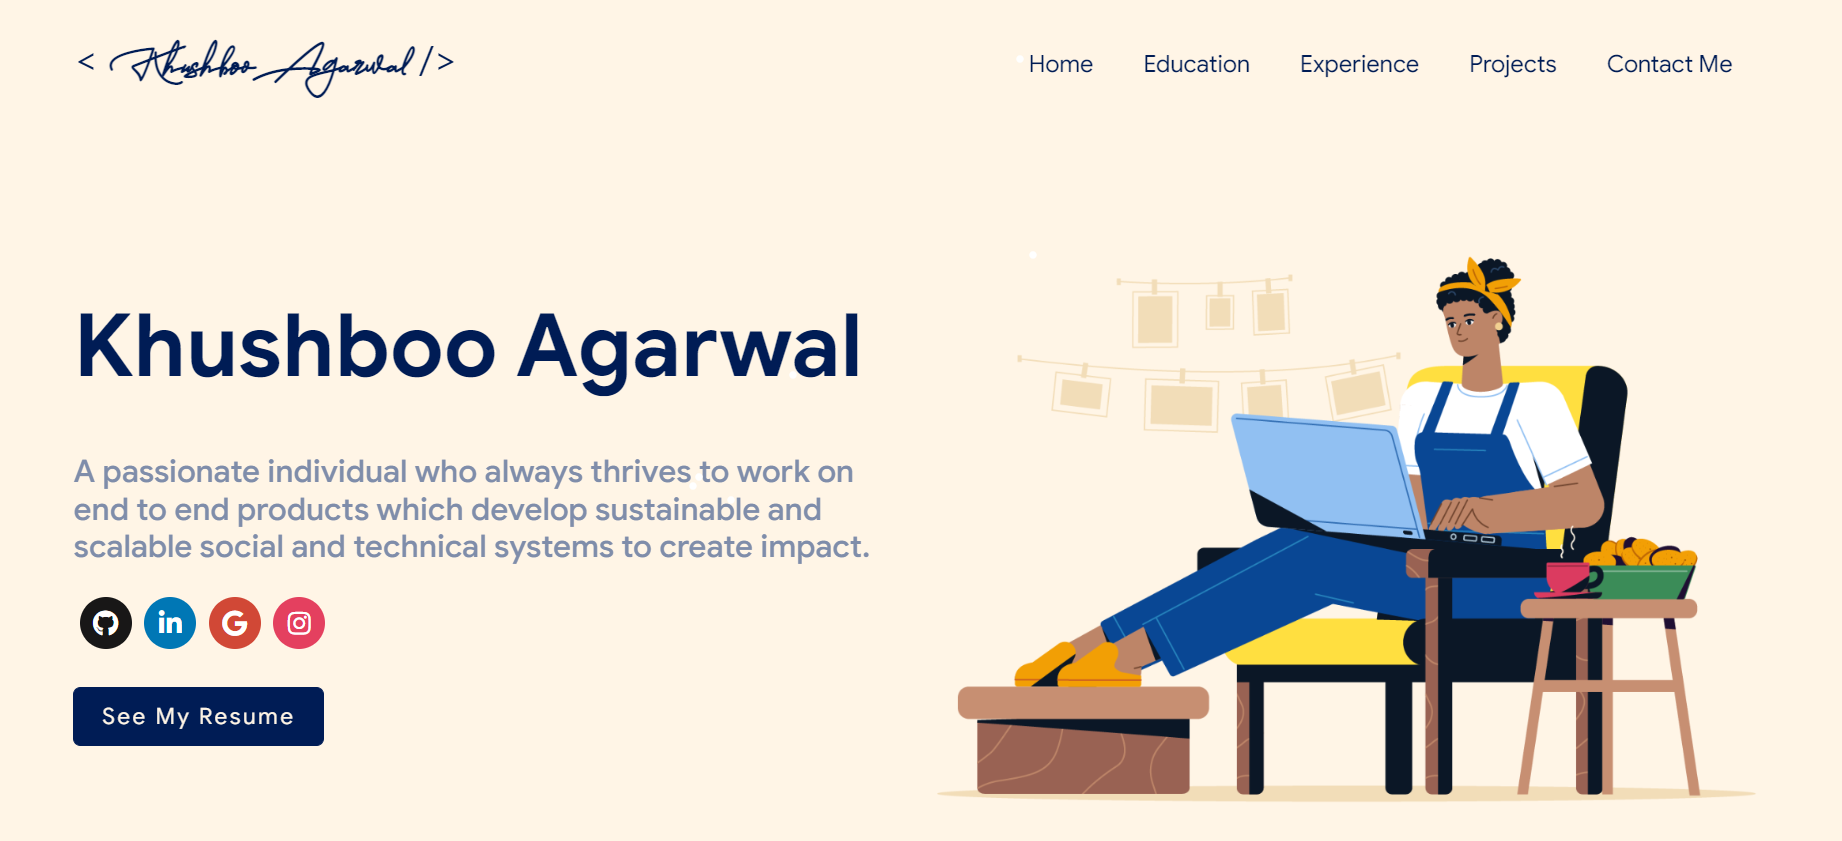 < Khushboo Agarwal />
Home Education Experience Projects Contact Me
Khushboo Agarwal
A passionate individual who always thrives to work on
end to end products which develop sustainable and
scalable social and technical systems to create impact.
in G
See My Resume